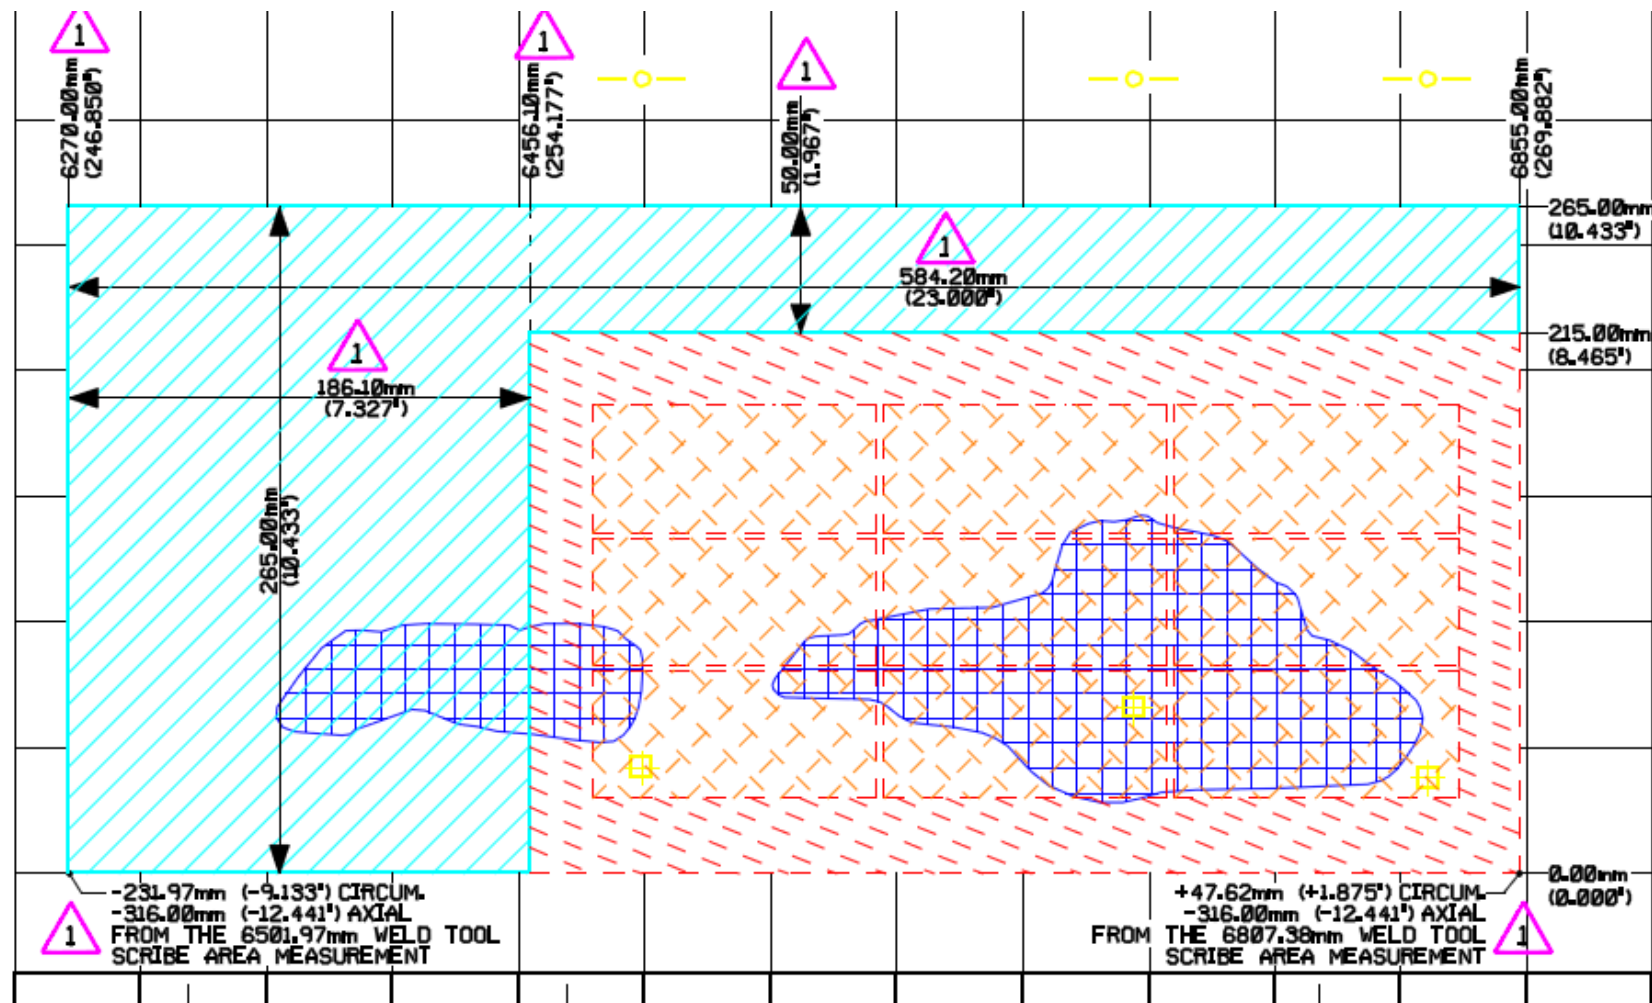 1
1
1
6270.00mm
(246.850")
6456.10mm
(254.177")
50.00mm
(1.967")
6855.00mm
(269.882")
265.00mm
(10.433")
1
584.20mm
(23.000")
215.00mm
(8.465")
1
186.10mm
(7.327")
265.00mm
(10.433")
0.00mm
(0.000")
-231.97mm (-9.133") CIRCUM.
-316.00mm (-12.441") AXIAL
1 FROM THE 6501.97mm WELD TOOL
SCRIBE AREA MEASUREMENT
+47.62mm (+1.875") CIRCUM.
-316.00mm (-12.441") AXIAL
FROM THE 6807.38mm WELD TOOL 1
SCRIBE AREA MEASUREMENT